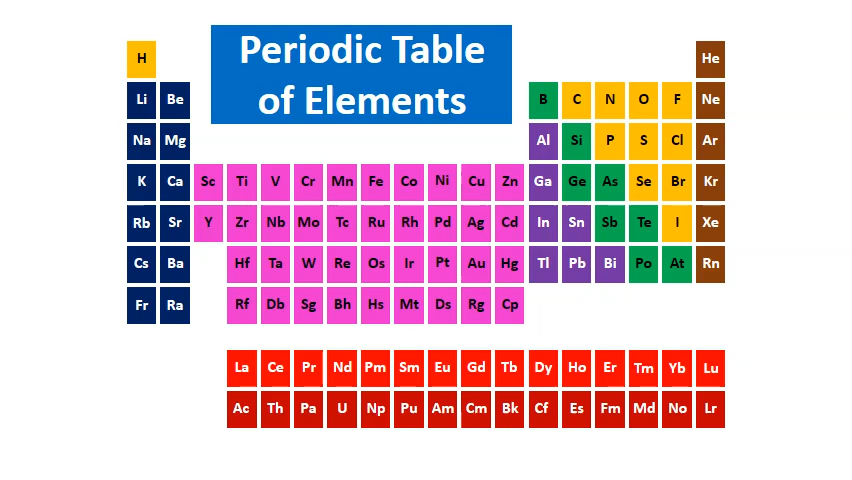 Periodic Table
of Elements
H He
Li Be B C N O F Ne
Na Mg Al Si P S Cl Ar
K Ca Sc Ti V Cr Mn Fe Co Ni Cu Zn Ga Ge As Se Br Kr
Rb Sr Y Zr Nb Mo Tc Ru Rh Pd Ag Cd In Sn Sb Te I Xe
Cs Ba Hf Ta W Re Os Ir Pt Au Hg Tl Pb Bi Po At Rn
Fr Ra Rf Db Sg Bh Hs Mt Ds Rg Cp
La Ce Pr Nd Pm Sm Eu Gd Tb Dy Ho Er Tm Yb Lu
Ac Th Pa U Np Pu Am Cm Bk Cf Es Fm Md No Lr